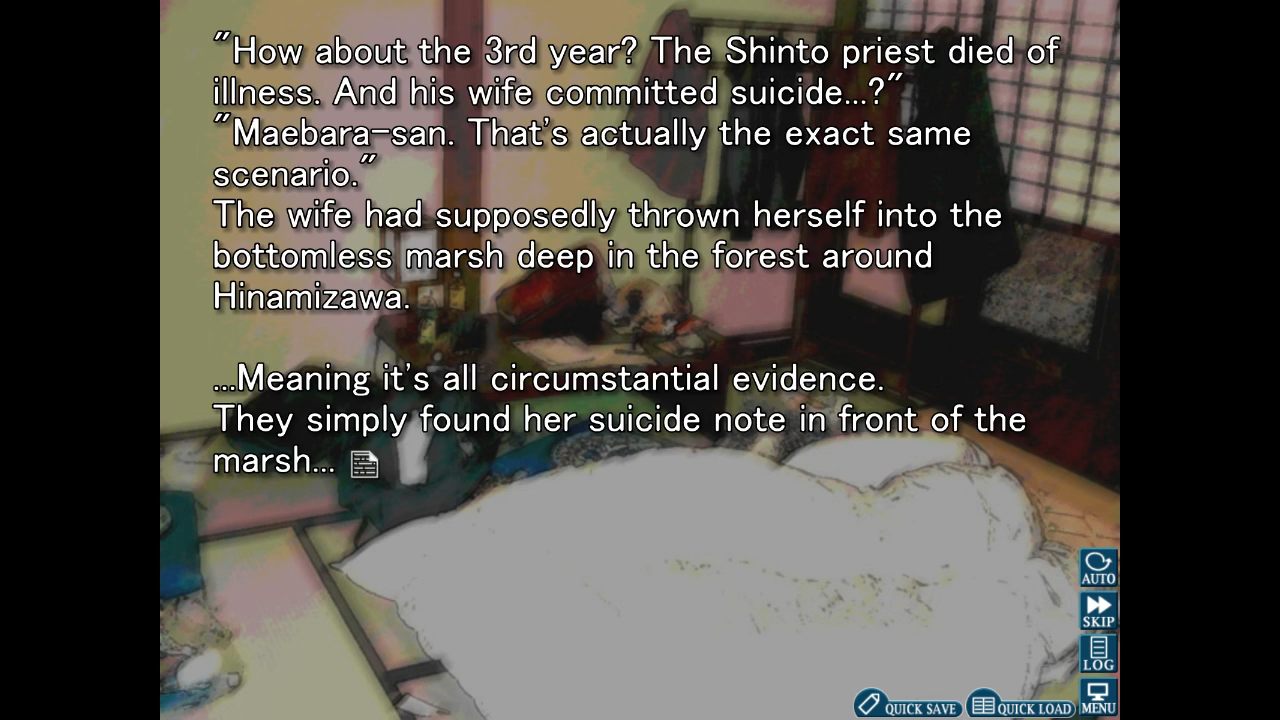 "How about the 3rd year? The Shinto priest died of
illness. And his wife committed suicide...?"
"Maebara-san. That's actually the exact same
scenario."
The wife had supposedly thrown herself into the
bottomless marsh deep in the forest around
Hinamizawa.
...Meaning it's all circumstantial evidence.
They simply found her suicide note in front of the
marsh...
AUTO
SKIP
LOG
MENU
QUICK SAVE
QUICK LOAD